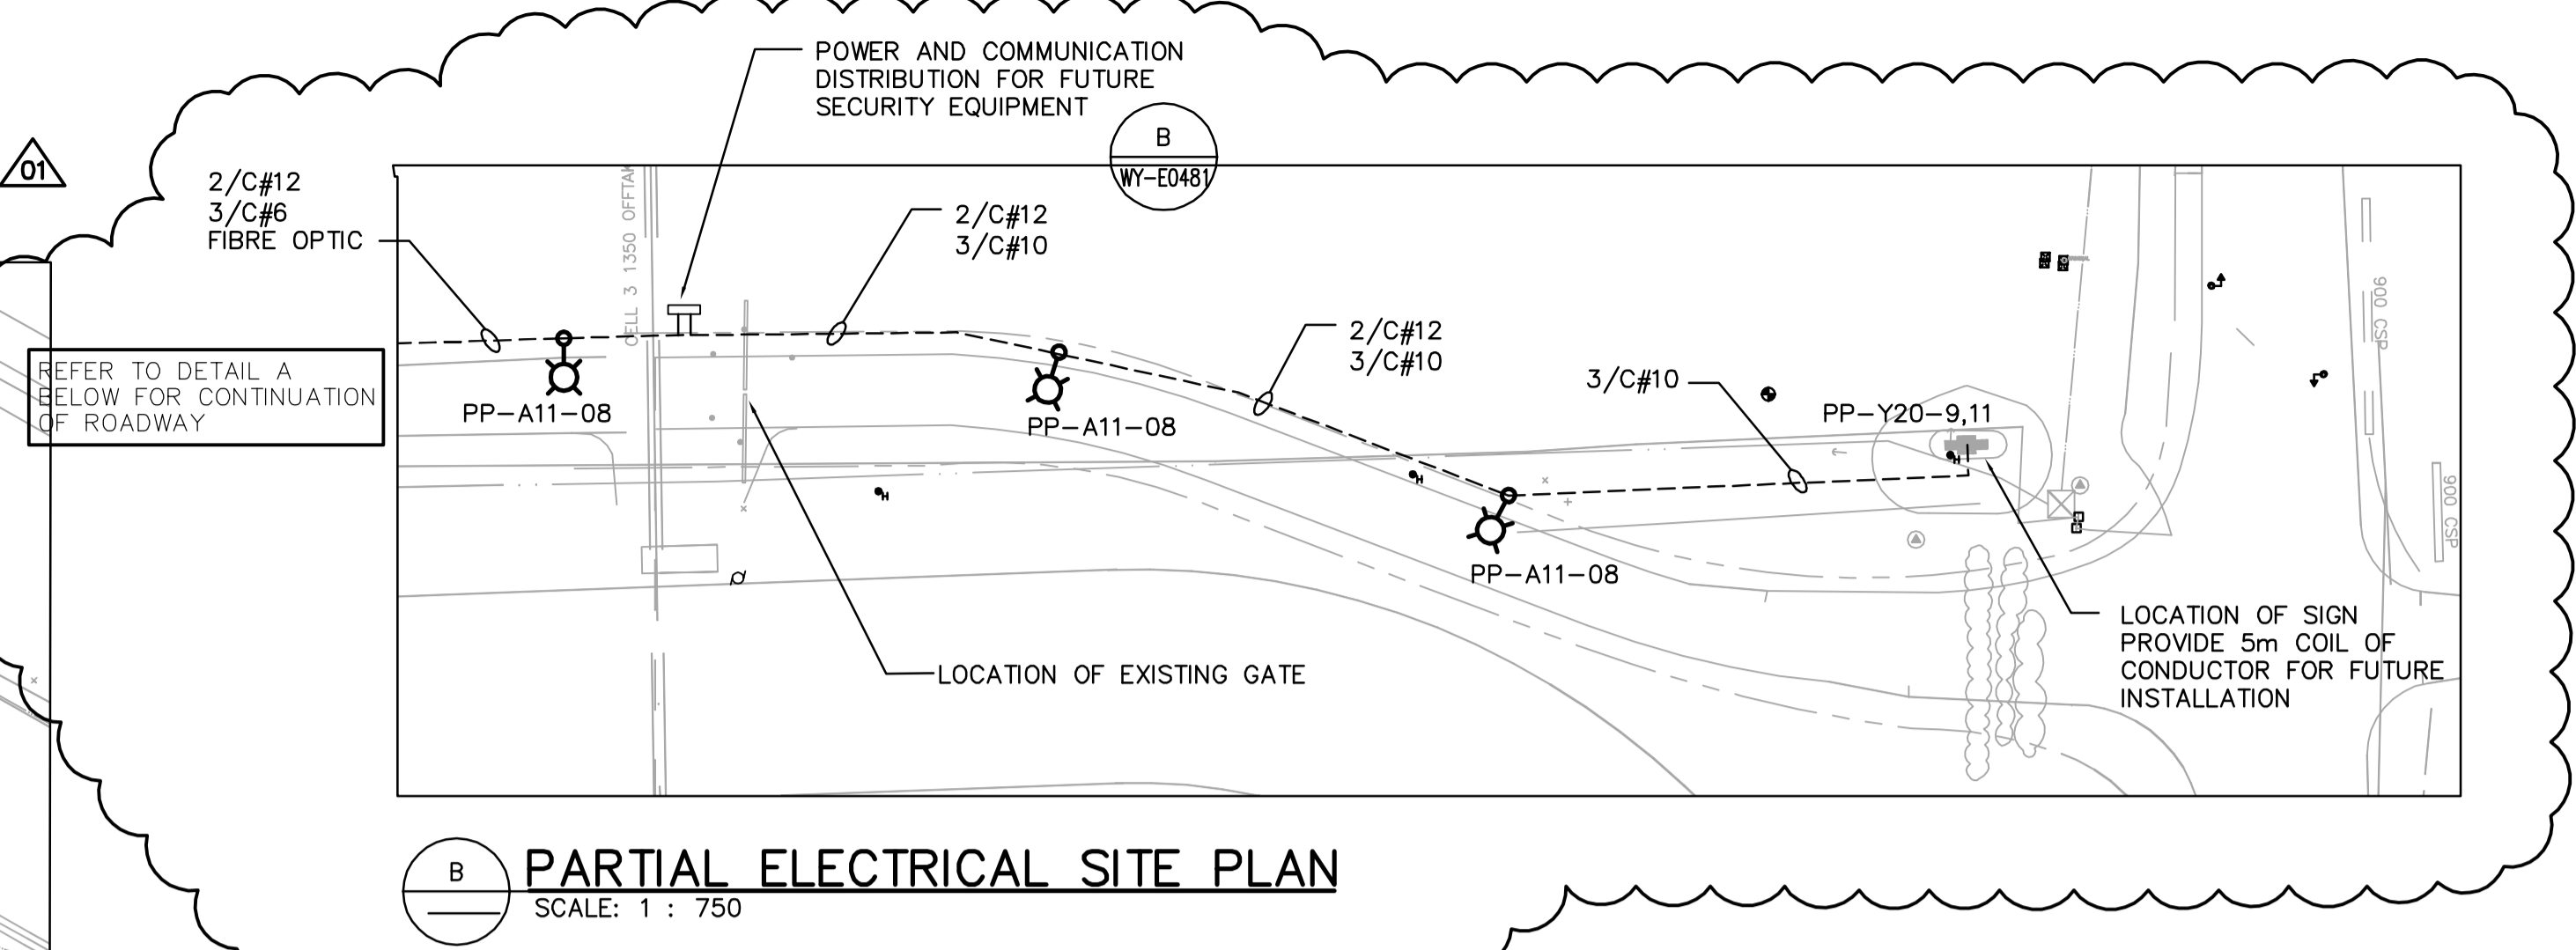 POWER AND COMMUNICATION
DISTRIBUTION FOR FUTURE
SECURITY EQUIPMENT
B
WY-E0481
01
2/C#12
3/C#6
FIBRE OPTIC
CELL 3 1350 OFFTAK
2/C#12
3/C#10
2/C#12
3/C#10
3/C#10
REFER TO DETAIL A
BELOW FOR CONTINUATION
OF ROADWAY
PP-A11-08
PP-A11-08
PP-Y20-9,11
H
H
H
PP-A11-08
900 CSP
900 CSP
LOCATION OF SIGN
PROVIDE 5m COIL OF
CONDUCTOR FOR FUTURE
INSTALLATION
LOCATION OF EXISTING GATE
B
PARTIAL ELECTRICAL SITE PLAN
SCALE: 1 : 750